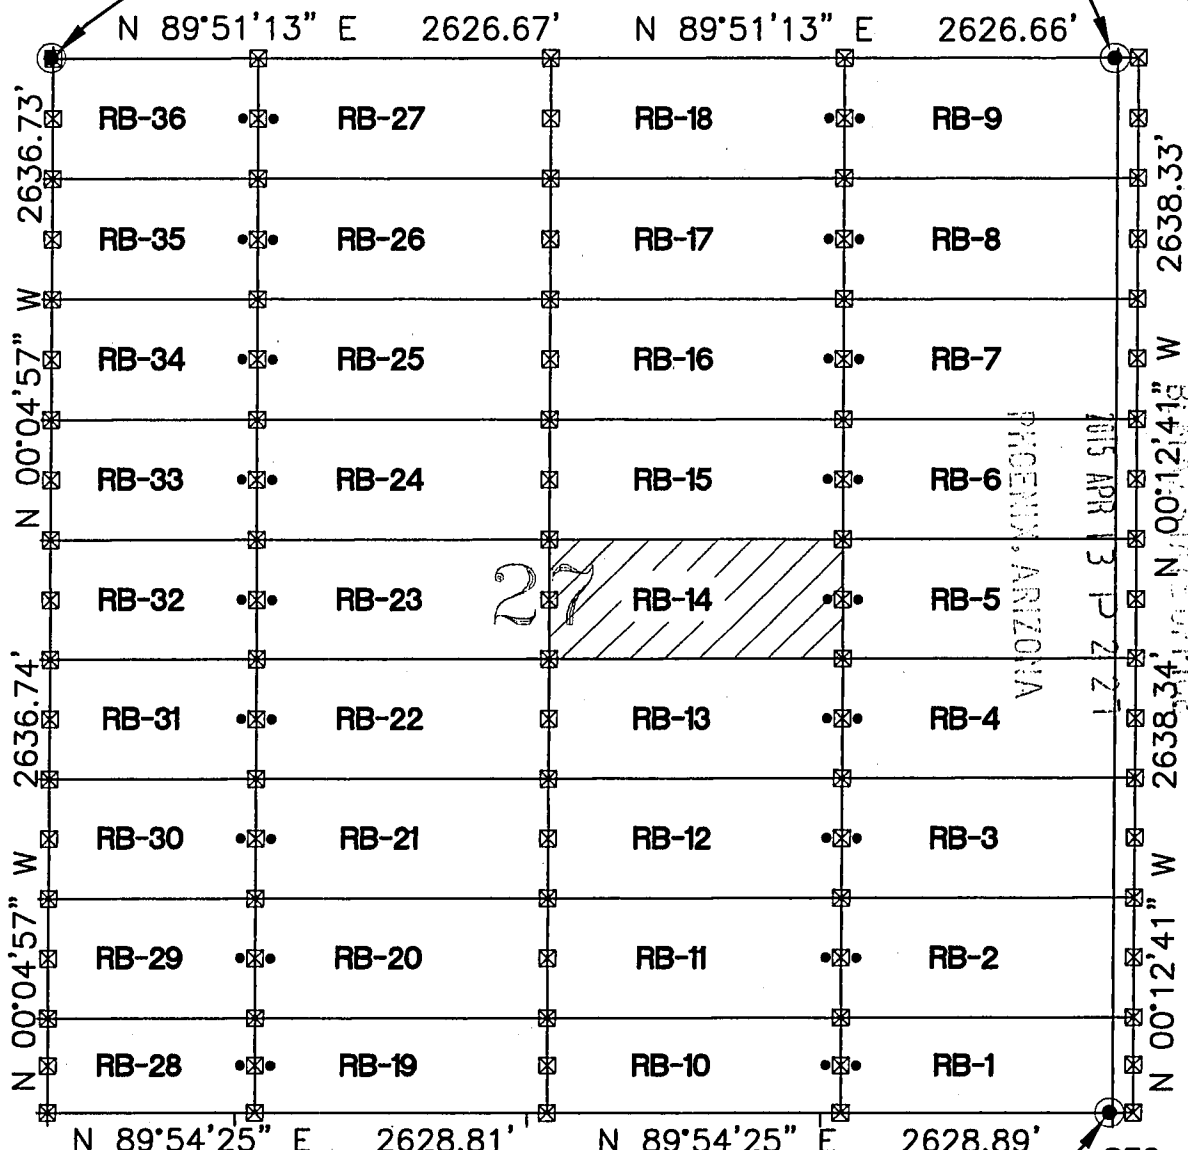 N 89°51'13" E 2626.67' N 89°51'13" E 2626.66'
2636.73'
N 00°04'57" W
2636.74'
N 00°04'57" W
RB-36 RB-27 RB-18 RB-9
RB-35 RB-26 RB-17 RB-8
RB-34 RB-25 RB-16 RB-7
RB-33 RB-24 RB-15 RB-6
RB-32 RB-23 RB-14 RB-5
27
RB-31 RB-22 RB-13 RB-4
RB-30 RB-21 RB-12 RB-3
RB-29 RB-20 RB-11 RB-2
RB-28 RB-19 RB-10 RB-1
2638.33'
N 00°12'41" W
2638.34'
N 00°12'41" W
2015 APR 13 P 2:21
PHOENIX, ARIZONA
N 89°54'25" E 2628.81' N 89°54'25" E 2628.89'